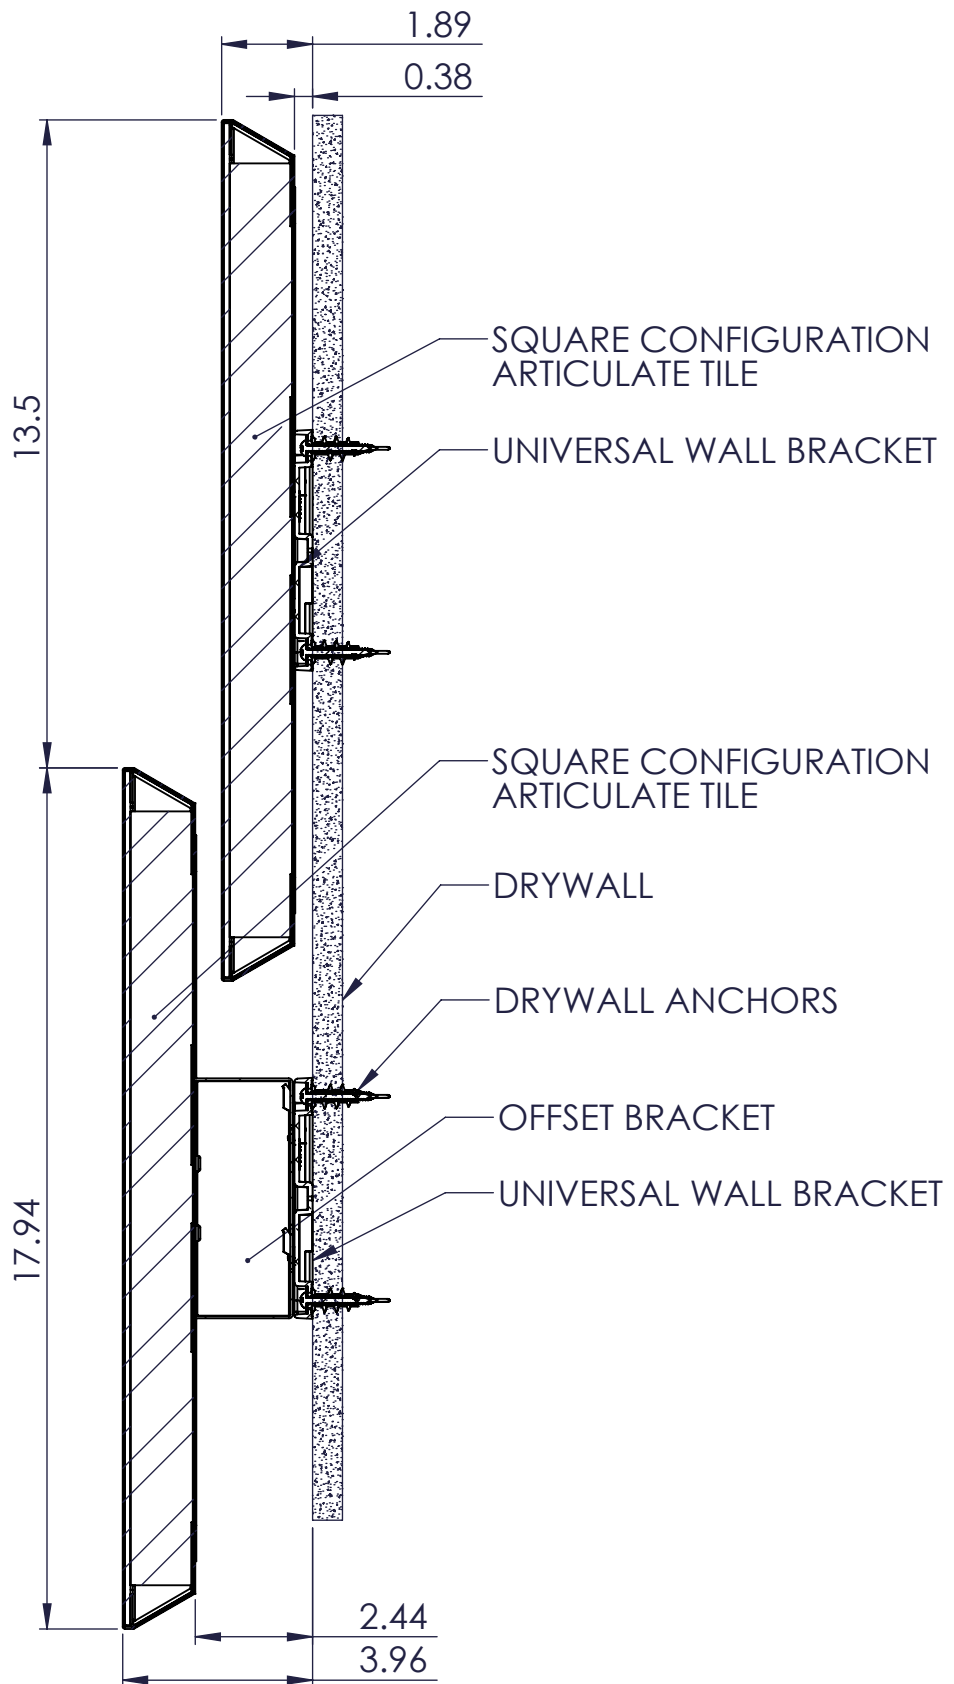 1.89
0.38
13.5
SQUARE CONFIGURATION
ARTICULATE TILE
UNIVERSAL WALL BRACKET
SQUARE CONFIGURATION
ARTICULATE TILE
DRYWALL
DRYWALL ANCHORS
OFFSET BRACKET
UNIVERSAL WALL BRACKET
17.94
2.44
3.96